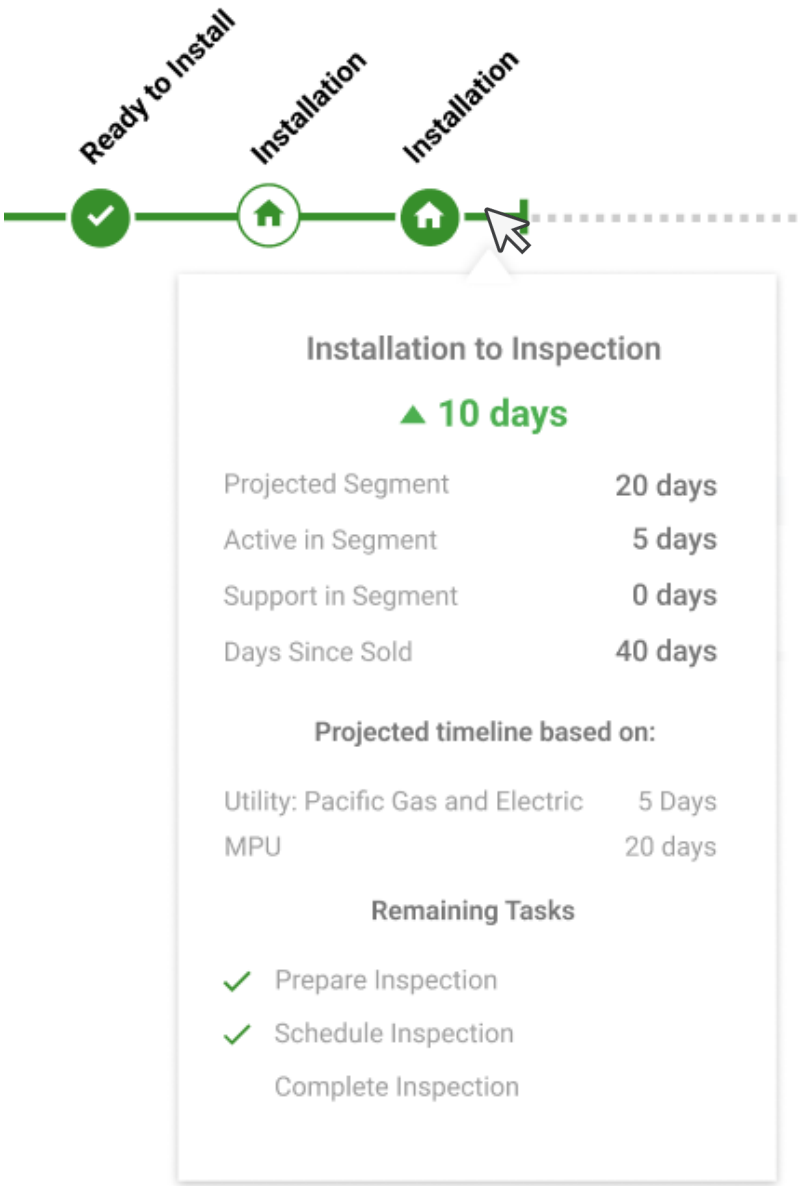 Ready to Install
Installation
Installation
Installation to Inspection
10 days
Projected Segment 20 days
Active in Segment 5 days
Support in Segment 0 days
Days Since Sold 40 days
Projected timeline based on:
Utility: Pacific Gas and Electric 5 Days
MPU 20 days
Remaining Tasks
Prepare Inspection
Schedule Inspection
Complete Inspection